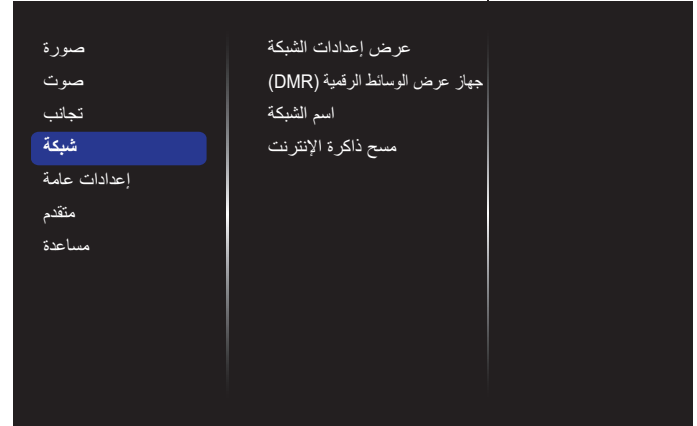 صورة
صوت
تجانب
شبكة
إعدادات عامة
متقدم
مساعدة
عرض إعدادات الشبكة
جهاز عرض الوسائط الرقمية (DMR)
اسم الشبكة
مسح ذاكرة الإنترنت